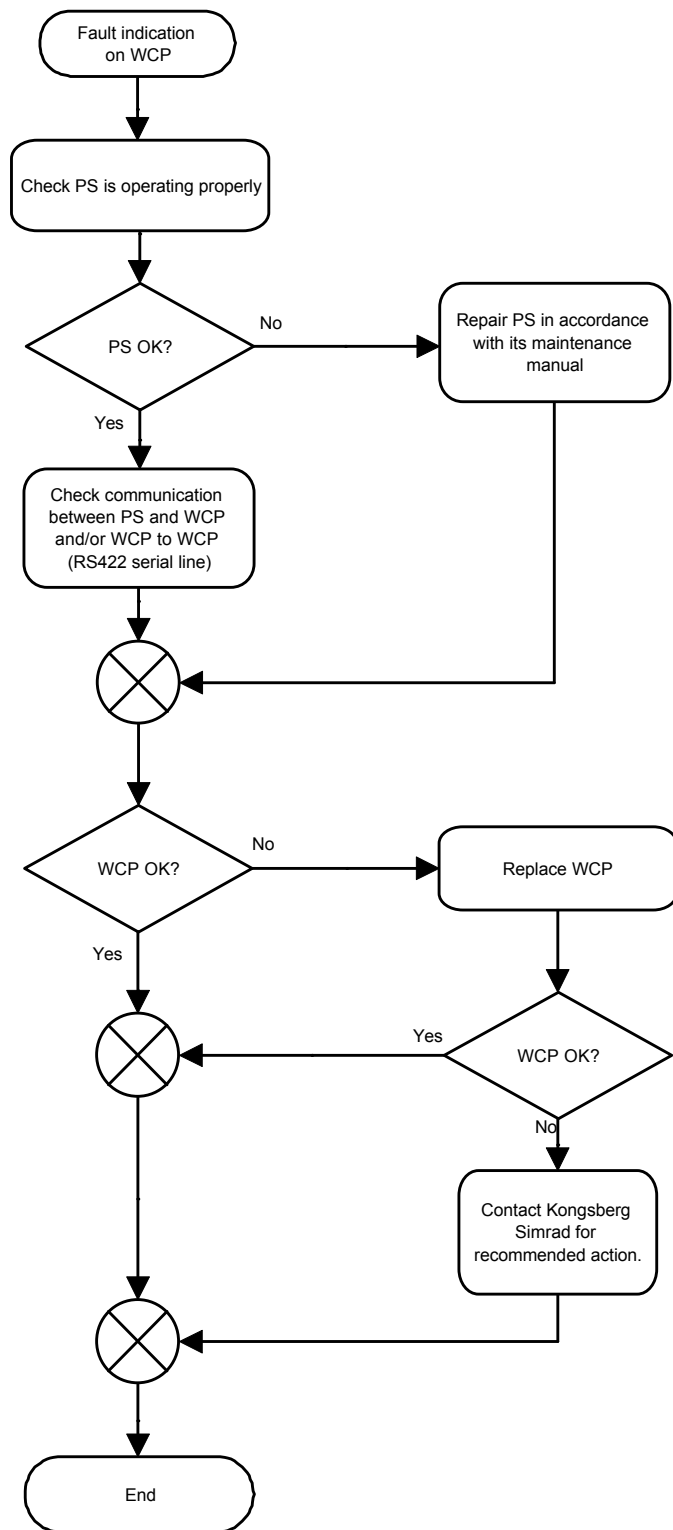 Fault indication
on WCP
Check PS is operating properly
PS OK?
No
Repair PS in accordance
with its maintenance
manual
Yes
Check communication
between PS and WCP
and/or WCP to WCP
(RS422 serial line)
WCP OK?
No
Replace WCP
Yes
Yes
WCP OK?
No
Contact Kongsberg
Simrad for
recommended action.
End